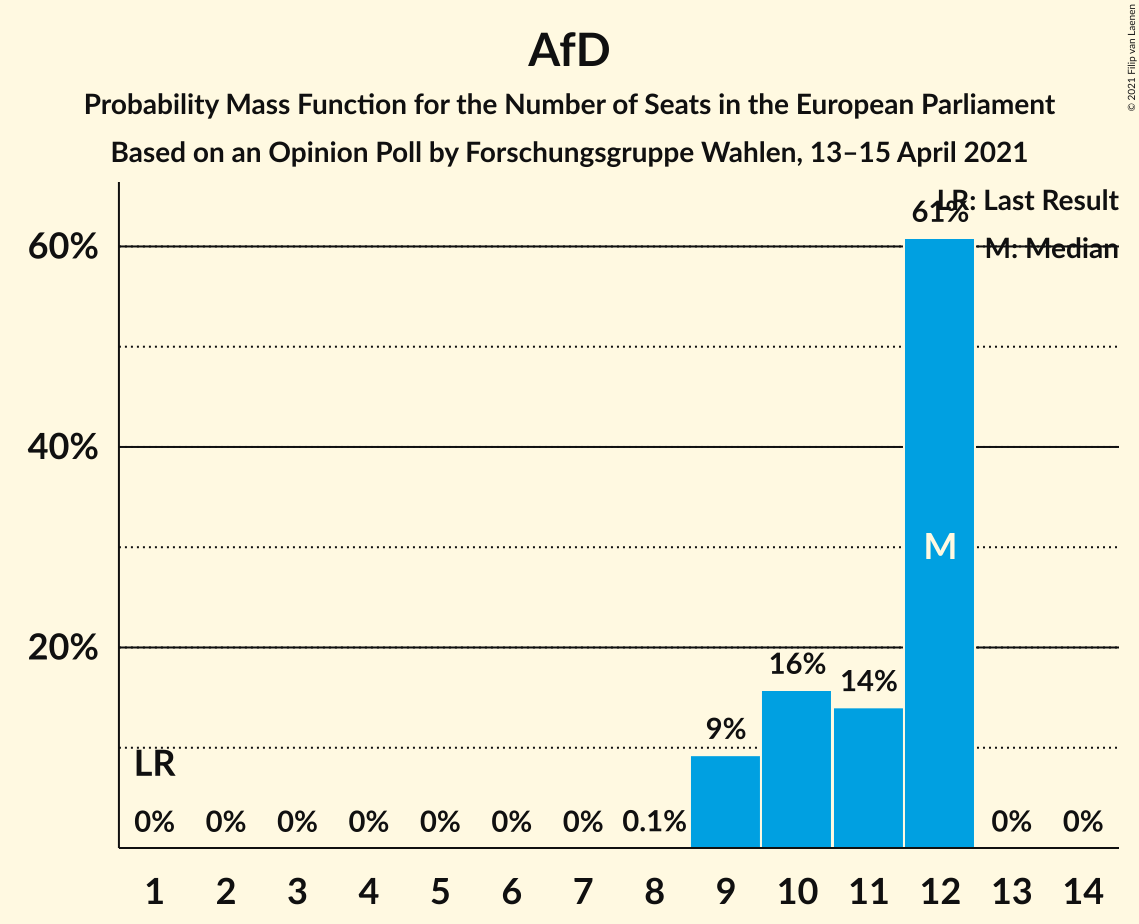 AfD
Probability Mass Function for the Number of Seats in the European Parliament
Based on an Opinion Poll by Forschungsgruppe Wahlen, 13–15 April 2021
© 2021 Filip van Laenen
LR: Last Result
M: Median
60%
40%
20%
61%
M
16%
14%
9%
LR
0% 0% 0% 0% 0% 0% 0% 0.1% 0% 0%
1 2 3 4 5 6 7 8 9 10 11 12 13 14